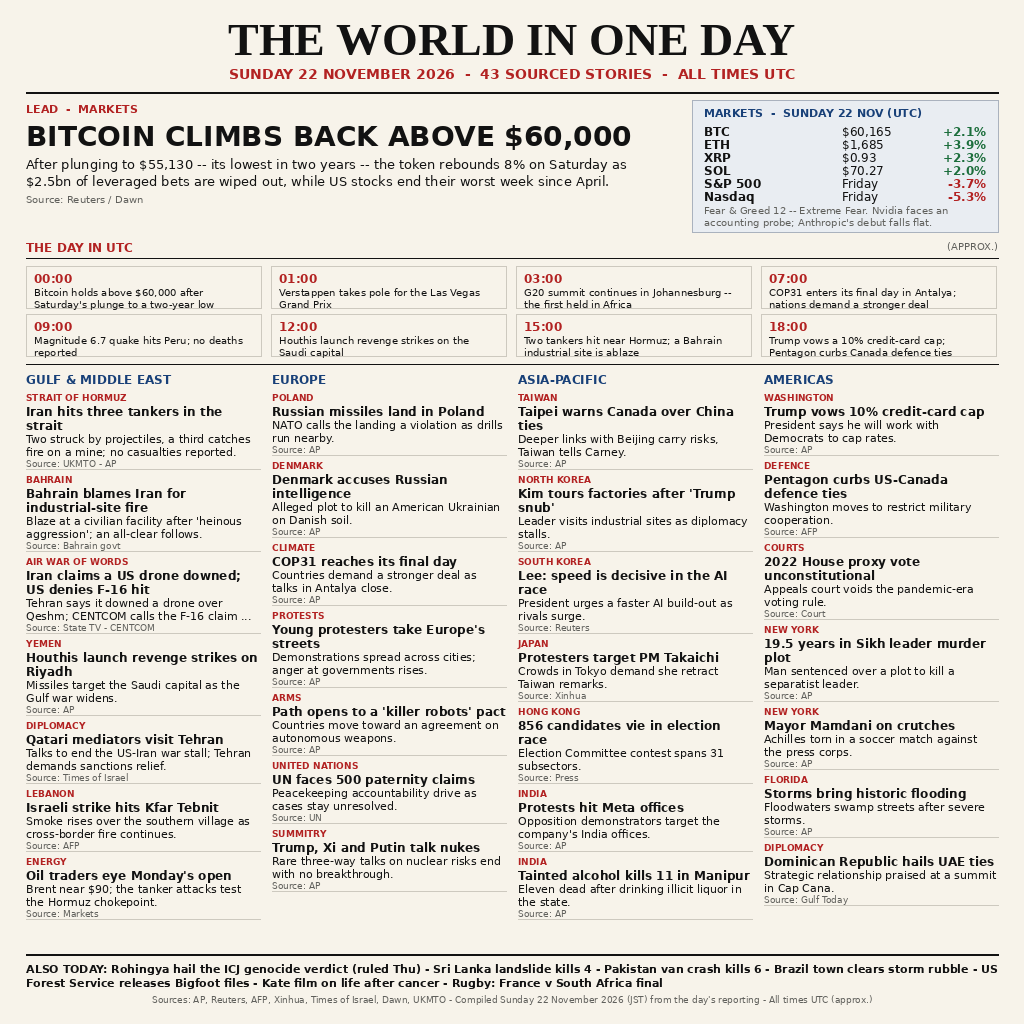 THE WORLD IN ONE DAY
SUNDAY 22 NOVEMBER 2026 - 43 SOURCED STORIES - ALL TIMES UTC
LEAD - MARKETS
BITCOIN CLIMBS BACK ABOVE $60,000
After plunging to $55,130 -- its lowest in two years -- the token rebounds 8% on Saturday as
$2.5bn of leveraged bets are wiped out, while US stocks end their worst week since April.
Source: Reuters / Dawn
MARKETS - SUNDAY 22 NOV (UTC)
BTC $60,165 +2.1%
ETH $1,685 +3.9%
XRP $0.93 +2.3%
SOL $70.27 +2.0%
S&P 500 Friday -3.7%
Nasdaq Friday -5.3%
Fear & Greed 12 -- Extreme Fear. Nvidia faces an
accounting probe; Anthropic's debut falls flat.
THE DAY IN UTC
(APPROX.)
00:00
Bitcoin holds above $60,000 after
Saturday's plunge to a two-year low
01:00
Verstappen takes pole for the Las Vegas
Grand Prix
03:00
G20 summit continues in Johannesburg --
the first held in Africa
07:00
COP31 enters its final day in Antalya;
nations demand a stronger deal
09:00
Magnitude 6.7 quake hits Peru; no deaths
reported
12:00
Houthis launch revenge strikes on the
Saudi capital
15:00
Two tankers hit near Hormuz; a Bahrain
industrial site is ablaze
18:00
Trump vows a 10% credit-card cap;
Pentagon curbs Canada defence ties
GULF & MIDDLE EAST
STRAIT OF HORMUZ
Iran hits three tankers in the
strait
Two struck by projectiles, a third catches
fire on a mine; no casualties reported.
Source: UKMTO - AP
BAHRAIN
Bahrain blames Iran for
industrial-site fire
Blaze at a civilian facility after 'heinous
aggression'; an all-clear follows.
Source: Bahrain govt
AIR WAR OF WORDS
Iran claims a US drone downed;
US denies F-16 hit
Tehran says it downed a drone over
Qeshm; CENTCOM calls the F-16 claim ...
Source: State TV - CENTCOM
YEMEN
Houthis launch revenge strikes on
Riyadh
Missiles target the Saudi capital as the
Gulf war widens.
Source: AP
DIPLOMACY
Qatari mediators visit Tehran
Talks to end the US-Iran war stall; Tehran
demands sanctions relief.
Source: Times of Israel
LEBANON
Israeli strike hits Kfar Tebnit
Smoke rises over the southern village as
cross-border fire continues.
Source: AFP
ENERGY
Oil traders eye Monday's open
Brent near $90; the tanker attacks test
the Hormuz chokepoint.
Source: Markets
EUROPE
POLAND
Russian missiles land in Poland
NATO calls the landing a violation as drills
run nearby.
Source: AP
DENMARK
Denmark accuses Russian
intelligence
Alleged plot to kill an American Ukrainian
on Danish soil.
Source: AP
CLIMATE
COP31 reaches its final day
Countries demand a stronger deal as
talks in Antalya close.
Source: AP
PROTESTS
Young protesters take Europe's
streets
Demonstrations spread across cities;
anger at governments rises.
Source: AP
ARMS
Path opens to a 'killer robots' pact
Countries move toward an agreement on
autonomous weapons.
Source: AP
UNITED NATIONS
UN faces 500 paternity claims
Peacekeeping accountability drive as
cases stay unresolved.
Source: UN
SUMMITRY
Trump, Xi and Putin talk nukes
Rare three-way talks on nuclear risks end
with no breakthrough.
Source: AP
ASIA-PACIFIC
TAIWAN
Taipei warns Canada over China
ties
Deeper links with Beijing carry risks,
Taiwan tells Carney.
Source: AP
NORTH KOREA
Kim tours factories after 'Trump
snub'
Leader visits industrial sites as diplomacy
stalls.
Source: AP
SOUTH KOREA
Lee: speed is decisive in the AI
race
President urges a faster AI build-out as
rivals surge.
Source: Reuters
JAPAN
Protesters target PM Takaichi
Crowds in Tokyo demand she retract
Taiwan remarks.
Source: Xinhua
HONG KONG
856 candidates vie in election
race
Election Committee contest spans 31
subsectors.
Source: Press
INDIA
Protests hit Meta offices
Opposition demonstrators target the
company's India offices.
Source: AP
INDIA
Tainted alcohol kills 11 in Manipur
Eleven dead after drinking illicit liquor in
the state.
Source: AP
AMERICAS
WASHINGTON
Trump vows 10% credit-card cap
President says he will work with
Democrats to cap rates.
Source: AP
DEFENCE
Pentagon curbs US-Canada
defence ties
Washington moves to restrict military
cooperation.
Source: AFP
COURTS
2022 House proxy vote
unconstitutional
Appeals court voids the pandemic-era
voting rule.
Source: Court
NEW YORK
19.5 years in Sikh leader murder
plot
Man sentenced over a plot to kill a
separatist leader.
Source: AP
NEW YORK
Mayor Mamdani on crutches
Achilles torn in a soccer match against
the press corps.
Source: AP
FLORIDA
Storms bring historic flooding
Floodwaters swamp streets after severe
storms.
Source: AP
DIPLOMACY
Dominican Republic hails UAE ties
Strategic relationship praised at a summit
in Cap Cana.
Source: Gulf Today
ALSO TODAY: Rohingya hail the ICJ genocide verdict (ruled Thu) - Sri Lanka landslide kills 4 - Pakistan van crash kills 6 - Brazil town clears storm rubble - US
Forest Service releases Bigfoot files - Kate film on life after cancer - Rugby: France v South Africa final
Sources: AP, Reuters, AFP, Xinhua, Times of Israel, Dawn, UKMTO - Compiled Sunday 22 November 2026 (JST) from the day's reporting - All times UTC (approx.)